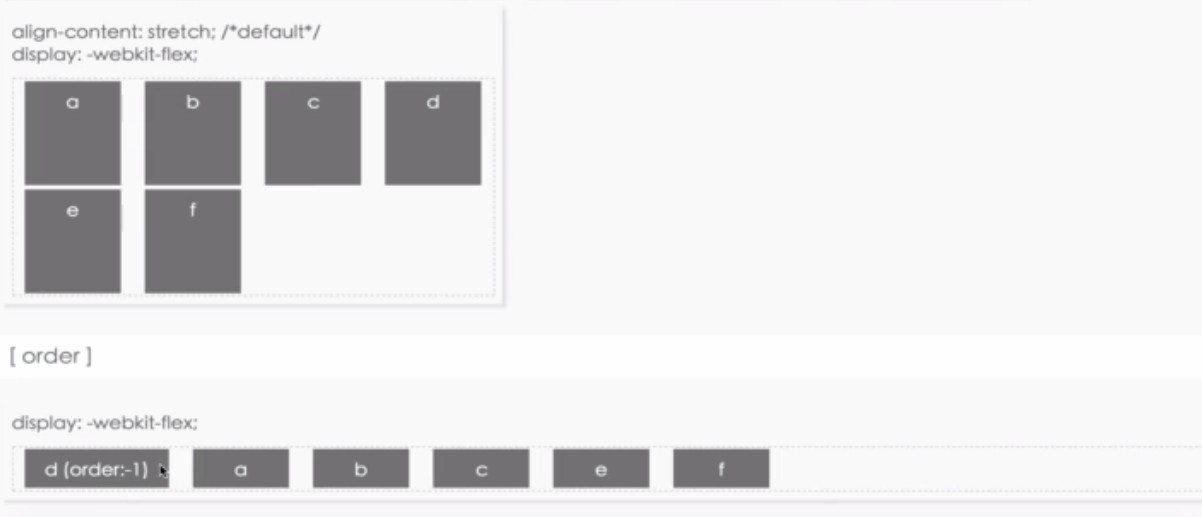 align-content: stretch; /*default*/
display: -webkit-flex;
a b c d
e f
[ order ]
display: -webkit-flex;
d (order:-1) a b c e f